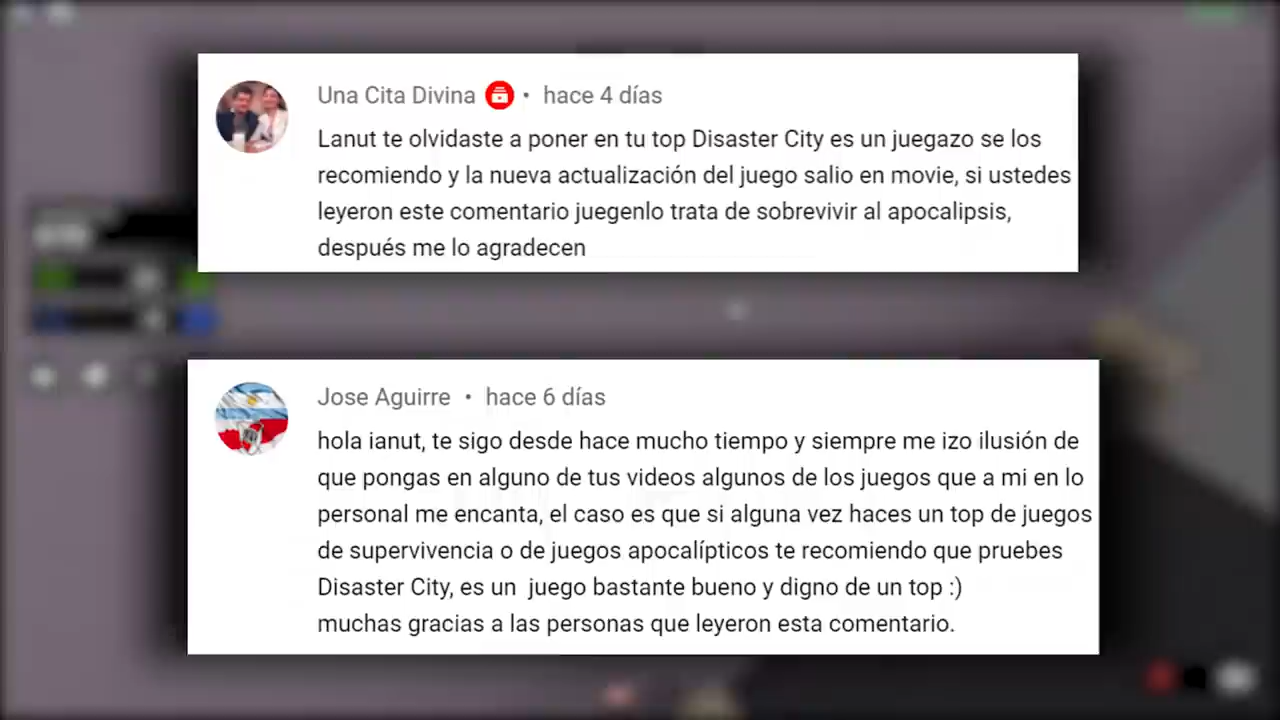 Una Cita Divina • hace 4 días
Lanut te olvidaste a poner en tu top Disaster City es un juegazo se los
recomiendo y la nueva actualización del juego salio en movie, si ustedes
leyeron este comentario juegenlo trata de sobrevivir al apocalipsis,
después me lo agradecen
Jose Aguirre • hace 6 días
hola ianut, te sigo desde hace mucho tiempo y siempre me izo ilusión de
que pongas en alguno de tus videos algunos de los juegos que a mi en lo
personal me encanta, el caso es que si alguna vez haces un top de juegos
de supervivencia o de juegos apocalípticos te recomiendo que pruebes
Disaster City, es un  juego bastante bueno y digno de un top :)
muchas gracias a las personas que leyeron esta comentario.